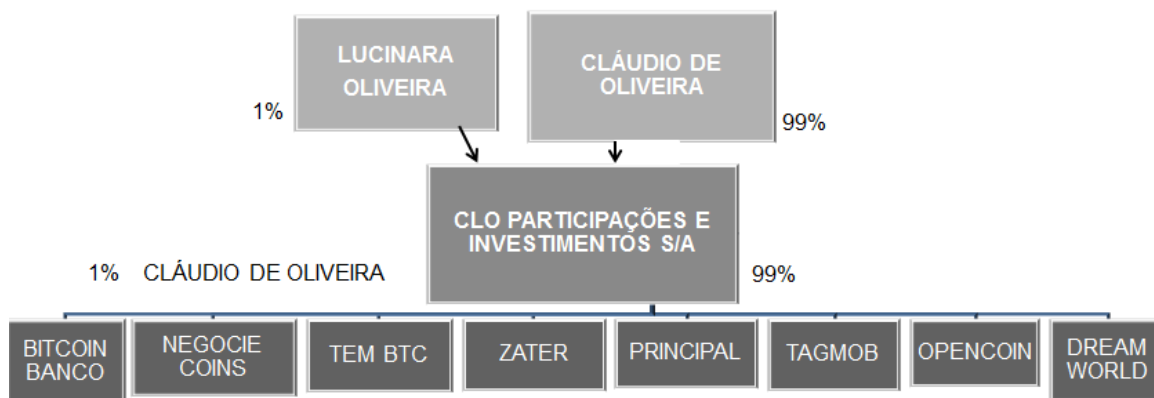 LUCINARA
OLIVEIRA
1%
CLÁUDIO DE
OLIVEIRA
99%
CLO PARTICIPAÇÕES E
INVESTIMENTOS S/A
1% CLÁUDIO DE OLIVEIRA
99%
BITCOIN
BANCO
NEGOCIE
COINS
TEM BTC
ZATER
PRINCIPAL
TAGMOB
OPENCOIN
DREAM
WORLD